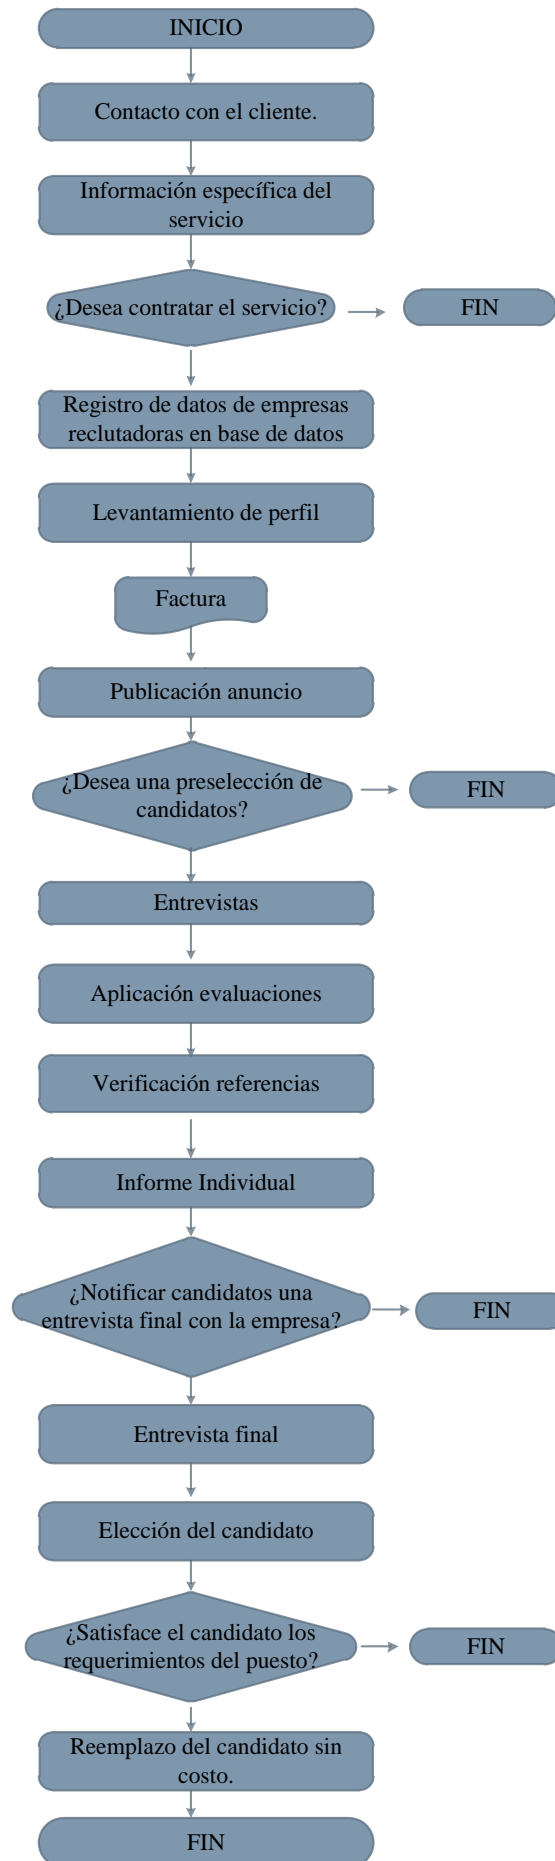 INICIO
Contacto con el cliente.
Información específica del
servicio
¿Desea contratar el servicio?
FIN
Registro de datos de empresas
reclutadoras en base de datos
Levantamiento de perfil
Factura
Publicación anuncio
¿Desea una preselección de
candidatos?
FIN
Entrevistas
Aplicación evaluaciones
Verificación referencias
Informe Individual
¿Notificar candidatos una
entrevista final con la empresa?
FIN
Entrevista final
Elección del candidato
¿Satisface el candidato los
requerimientos del puesto?
FIN
Reemplazo del candidato sin
costo.
FIN